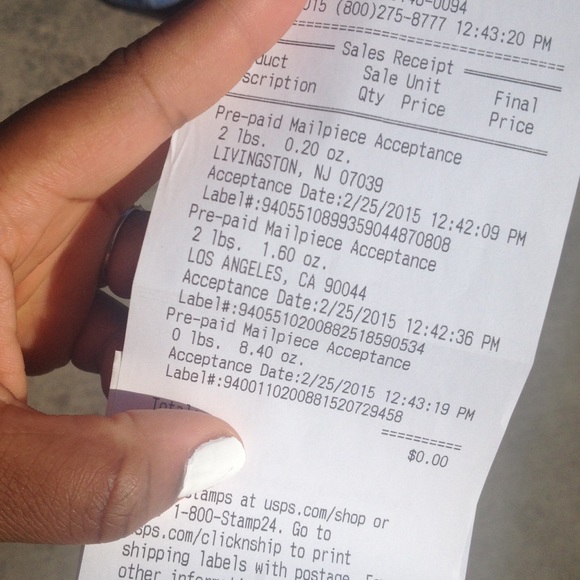 -0094
015 (800)275-8777 12:43:20 PM
Sales Receipt
duct Sale Unit Final
scription Qty Price Price
Pre-paid Mailpiece Acceptance
2 lbs. 0.20 oz.
LIVINGSTON, NJ 07039
Acceptance Date:2/25/2015 12:42:09 PM
Label#:9405510899359044870808
Pre-paid Mailpiece Acceptance
2 lbs. 1.60 oz.
LOS ANGELES, CA 90044
Acceptance Date:2/25/2015 12:42:36 PM
Label#:9405510200882518590534
Pre-paid Mailpiece Acceptance
0 lbs. 8.40 oz.
Acceptance Date:2/25/2015 12:43:19 PM
Label#:9400110200881520729458
==========
Total $0.00
stamps at usps.com/shop or
1-800-Stamp24. Go to
usps.com/clicknship to print
shipping labels with postage.
other